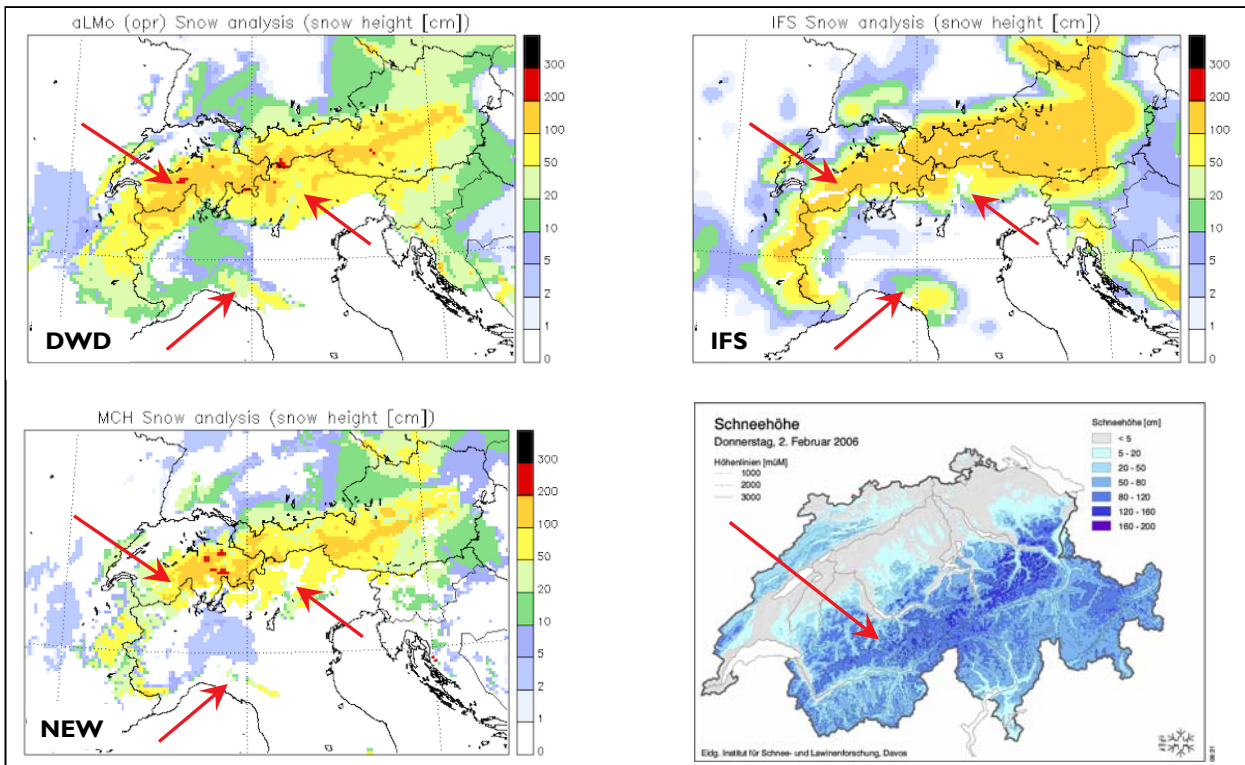 aLMo (opr) Snow analysis (snow height [cm])
300
200
100
50
20
10
5
2
1
0
DWD
IFS Snow analysis (snow height [cm])
300
200
100
50
20
10
5
2
1
0
IFS
MCH Snow analysis (snow height [cm])
300
200
100
50
20
10
5
2
1
0
NEW
Schneehöhe
Donnerstag, 2. Februar 2006
Höhenlinien [müM]
1000
2000
3000
Schneehöhe [cm]
< 5
5 - 20
20 - 50
50 - 80
80 - 120
120 - 160
160 - 200
Eidg. Institut für Schnee- und Lawinenforschung, Davos